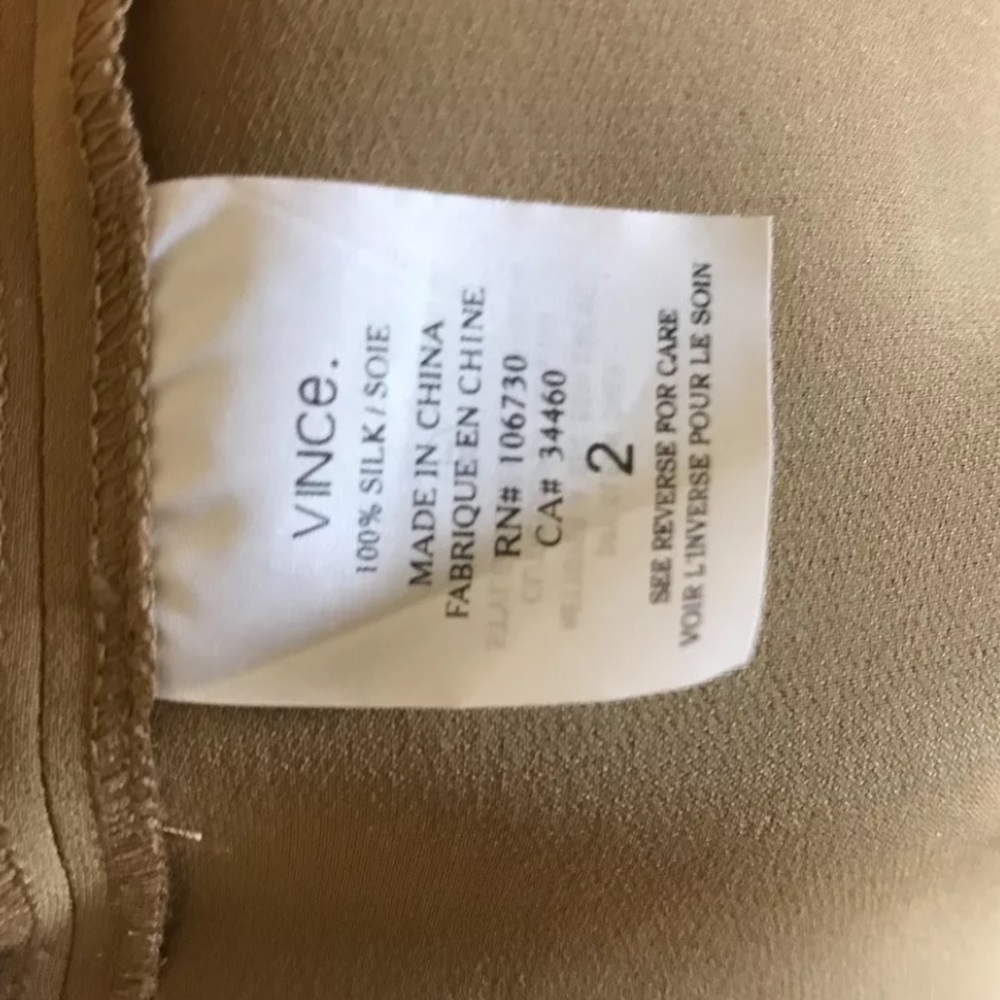 VINCE.
100% SILK / SOIE
MADE IN CHINA
FABRIQUE EN CHINE
RN# 106730
CA# 34460
2
SEE REVERSE FOR CARE
VOIR L'INVERSE POUR LE SOIN